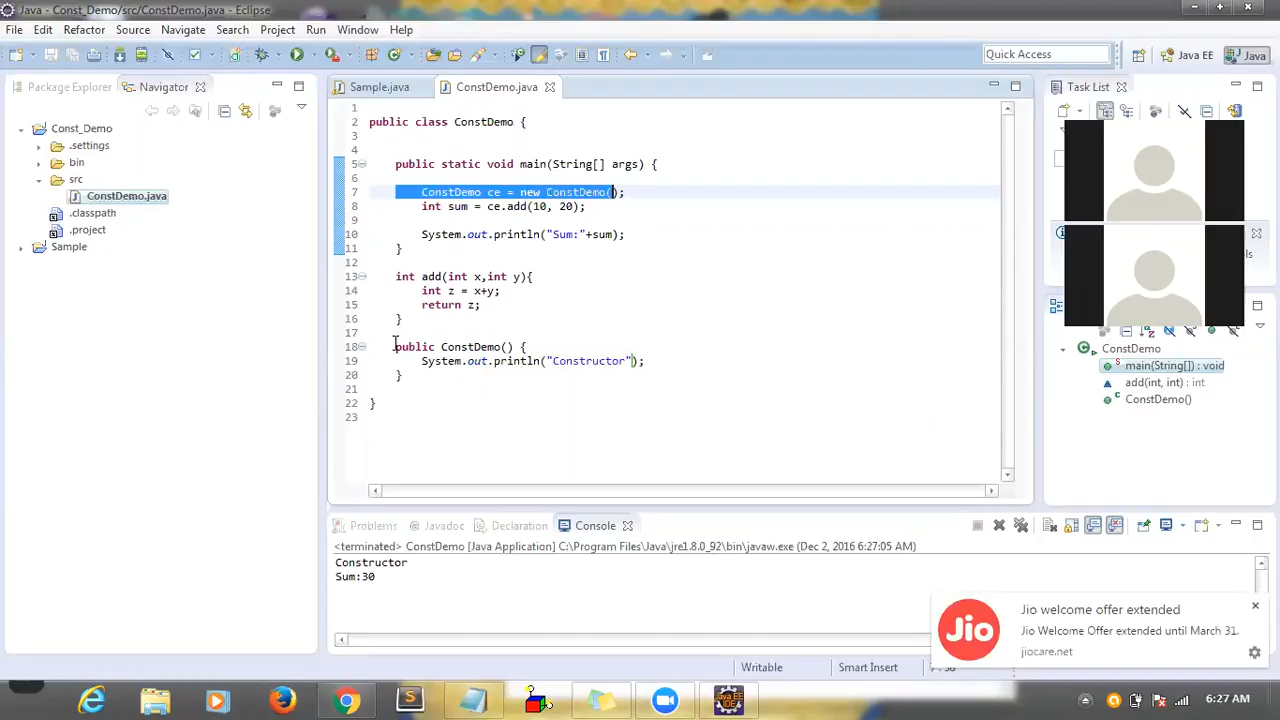 Java - Const_Demo/src/ConstDemo.java - Eclipse
File Edit Refactor Source Navigate Search Project Run Window Help
Quick Access
Java EE
Java
Package Explorer
Navigator
Sample.java
ConstDemo.java
Task List
Const_Demo
.settings
bin
src
ConstDemo.java
.classpath
.project
Sample
1
2 public class ConstDemo {
3
4
5 public static void main(String[] args) {
6
7 ConstDemo ce = new ConstDemo();
8 int sum = ce.add(10, 20);
9
10 System.out.println("Sum:"+sum);
11 }
12
13 int add(int x,int y){
14 int z = x+y;
15 return z;
16 }
17
18 public ConstDemo() {
19 System.out.println("Constructor");
20 }
21
22 }
23
ConstDemo
main(String[]) : void
add(int, int) : int
ConstDemo()
Problems
@ Javadoc
Declaration
Console
<terminated> ConstDemo [Java Application] C:\Program Files\Java\jre1.8.0_92\bin\javaw.exe (Dec 2, 2016 6:27:05 AM)
Constructor
Sum:30
Jio
Jio welcome offer extended
Jio Welcome Offer extended until March 31.
jiocare.net
Writable
Smart Insert
Java EE
IDE
6:27 AM